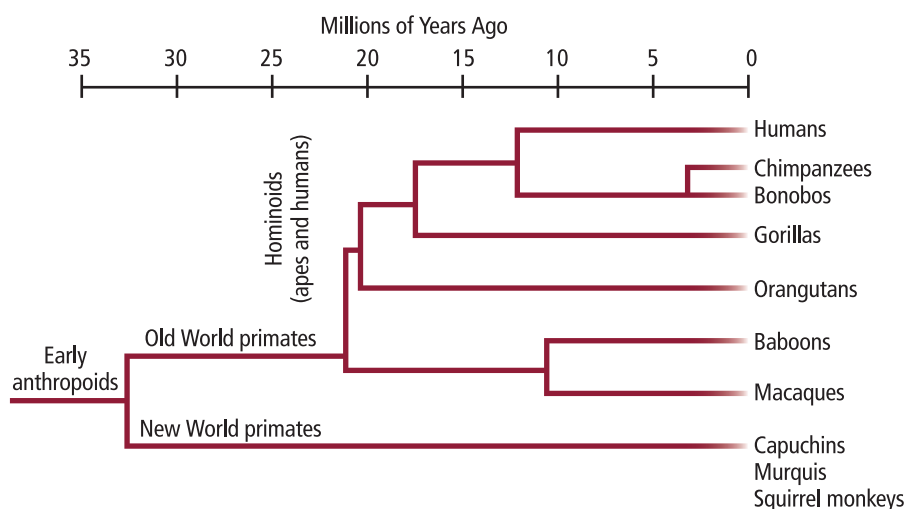 Millions of Years Ago
35 30 25 20 15 10 5 0
Hominoids
(apes and humans)
Humans
Chimpanzees
Bonobos
Gorillas
Orangutans
Old World primates
Baboons
Early
anthropoids
Macaques
New World primates
Capuchins
Murquis
Squirrel monkeys